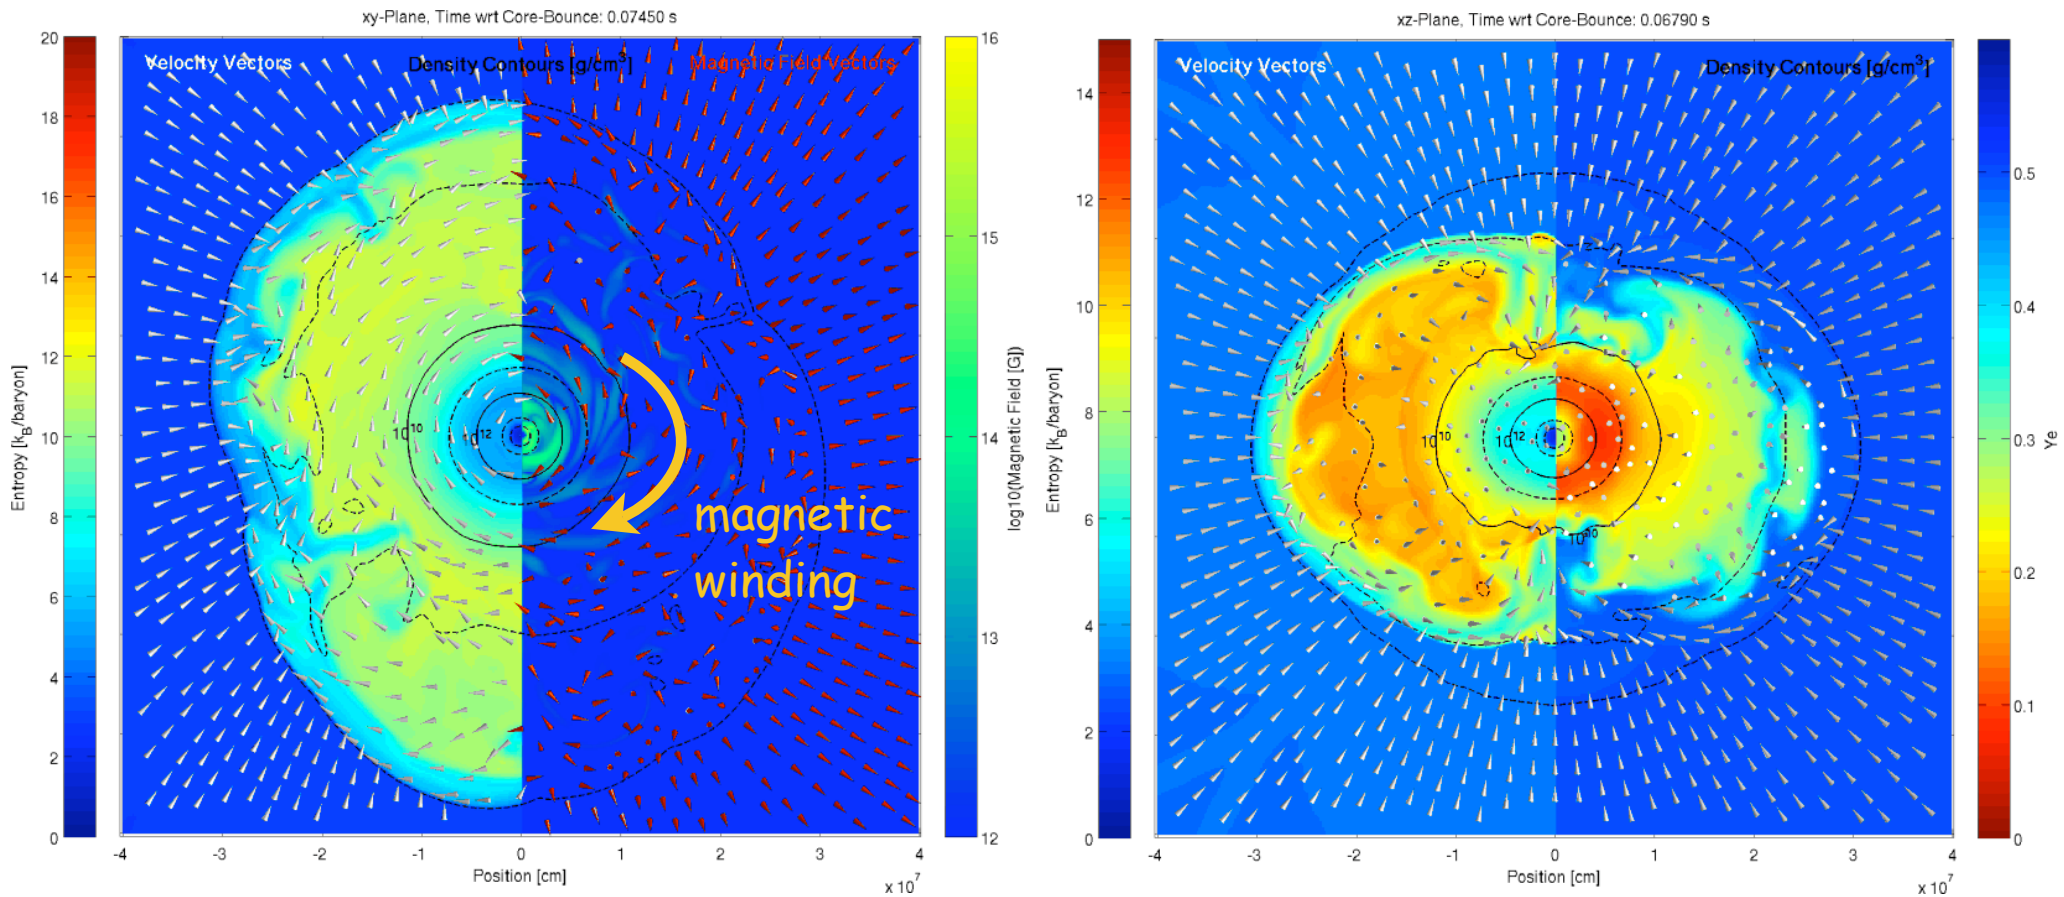 xy-Plane, Time wrt Core-Bounce: 0.07450 s
Velocity Vectors
Density Contours [g/cm³]
Magnetic Field Vectors
20
18
16
14
12
10
8
6
4
2
0
Entropy [k_B/baryon]
10^10
10^12
magnetic
winding
16
15
14
13
12
log10(Magnetic Field [G])
-4 -3 -2 -1 0 1 2 3 4
Position [cm]
x 10^7
xz-Plane, Time wrt Core-Bounce: 0.06790 s
Velocity Vectors
Density Contours [g/cm³]
14
12
10
8
6
4
2
0
Entropy [k_B/baryon]
10^10
10^12
0.5
0.4
0.3
0.2
0.1
0
Ye
-4 -3 -2 -1 0 1 2 3 4
Position [cm]
x 10^7